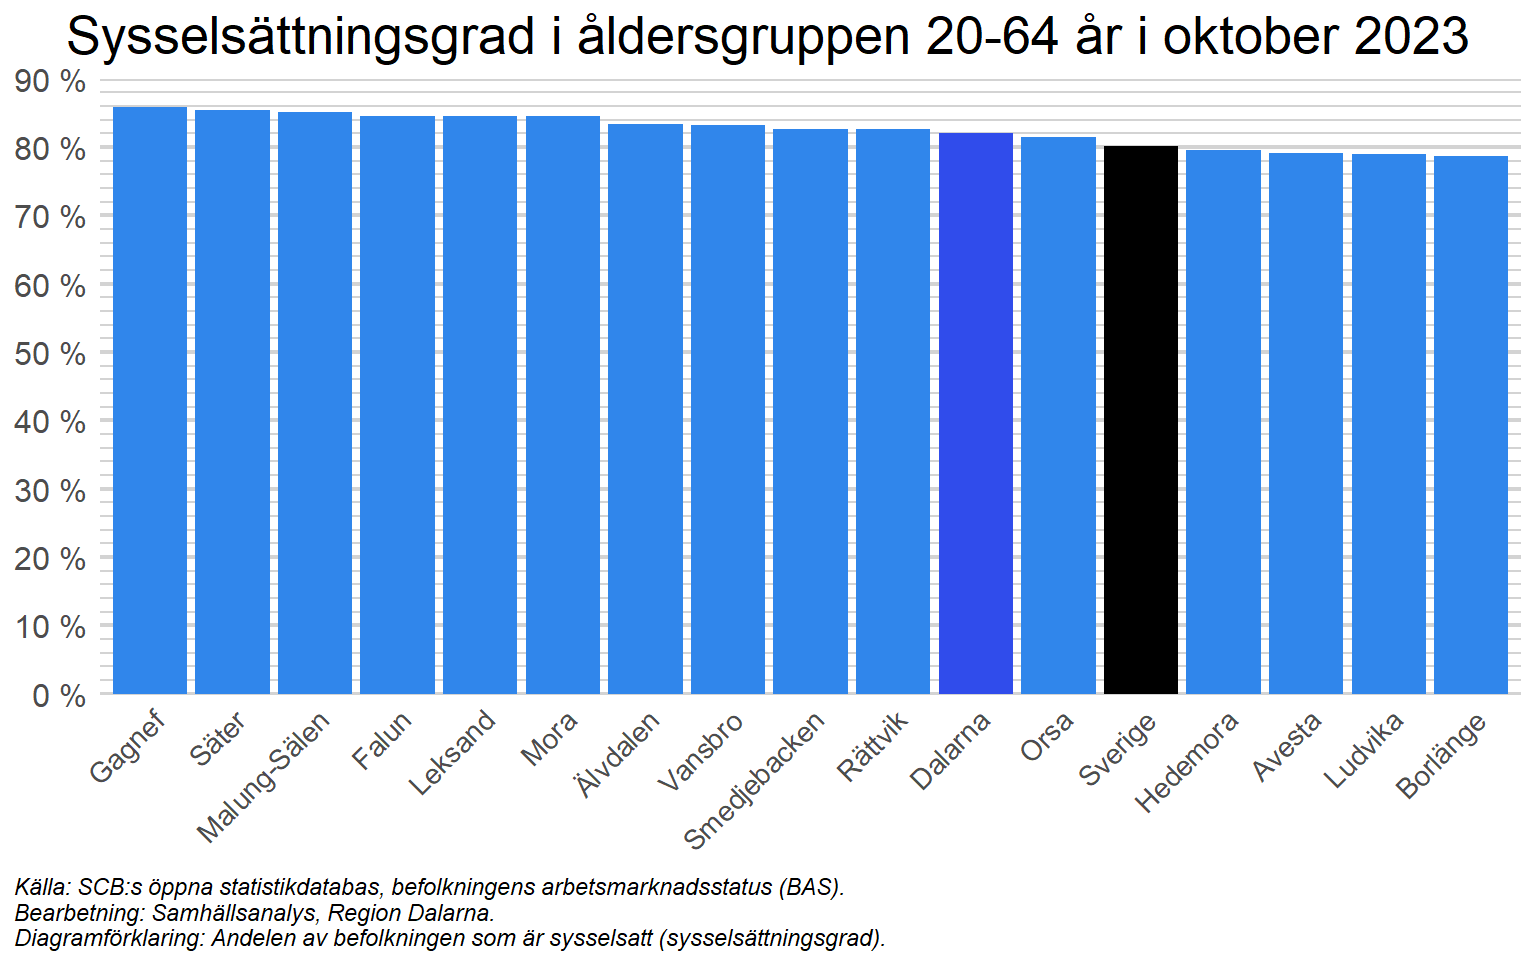 Sysselsättningsgrad i åldersgruppen 20-64 år i oktober 2023
90 %
80 %
70 %
60 %
50 %
40 %
30 %
20 %
10 %
0 %
Gagnef
Säter
Malung-Sälen
Falun
Leksand
Mora
Älvdalen
Vansbro
Smedjebacken
Rättvik
Dalarna
Orsa
Sverige
Hedemora
Avesta
Ludvika
Borlänge
Källa: SCB:s öppna statistikdatabas, befolkningens arbetsmarknadsstatus (BAS).
Bearbetning: Samhällsanalys, Region Dalarna.
Diagramförklaring: Andelen av befolkningen som är sysselsatt (sysselsättningsgrad).